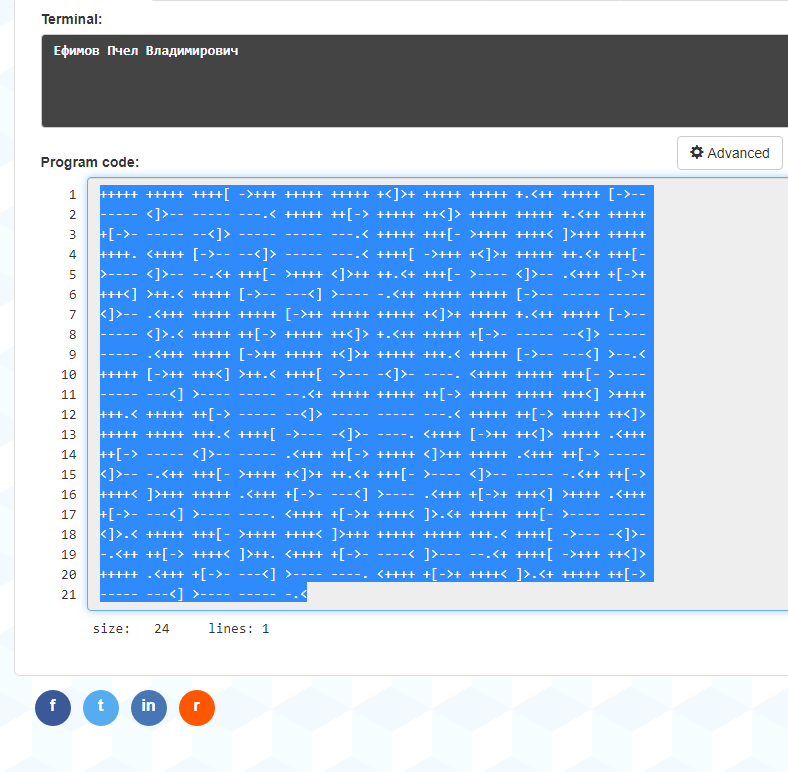 Terminal:
Ефимов Пчел Владимирович
Advanced
Program code:
1 +++++ +++++ ++++[ ->+++ +++++ +++++ +<]>+ +++++ +++++ +.<++ +++++ [->--
2 ----- <]>-- ----- ---.< +++++ ++[-> +++++ ++<]> +++++ +++++ +.<++ +++++
3 +[->- ----- --<]> ----- ----- ---.< +++++ +++[- >++++ ++++< ]>+++ +++++
4 ++++. <++++ [->-- --<]> ----- ---.< ++++[ ->+++ +<]>+ +++++ ++.<+ +++[-
5 >---- <]>-- --.<+ +++[- >++++ <]>++ ++.<+ +++[- >---- <]>-- .<+++ +[->+
6 +++<] >++.< +++++ [->-- ---<] >---- -.<++ +++++ +++++ [->-- ----- -----
7 <]>-- .<+++ +++++ +++++ [->++ +++++ +++++ +<]>+ +++++ +.<++ +++++ [->--
8 ----- <]>.< +++++ ++[-> +++++ ++<]> +.<++ +++++ +[->- ----- --<]> -----
9 ----- .<+++ +++++ [->++ +++++ +<]>+ +++++ +++.< +++++ [->-- ---<] >--.<
10 +++++ [->++ +++<] >++.< ++++[ ->--- -<]>- ----. <++++ +++++ +++[- >----
11 ----- ---<] >---- ----- --.<+ +++++ +++++ ++[-> +++++ +++++ +++<] >++++
12 +++.< +++++ ++[-> ----- --<]> ----- ----- ---.< +++++ ++[-> +++++ ++<]>
13 +++++ +++++ +++.< ++++[ ->--- -<]>- ----. <++++ [->++ ++<]> +++++ .<+++
14 ++[-> ----- <]>-- ----- .<+++ ++[-> +++++ <]>++ +++++ .<+++ ++[-> -----
15 <]>-- -.<++ +++[- >++++ +<]>+ ++.<+ +++[- >---- <]>-- ----- -.<++ ++[->
16 ++++< ]>+++ +++++ .<+++ +[->- ---<] >---- .<+++ +[->+ +++<] >++++ .<+++
17 +[->- ---<] >---- ----. <++++ +[->+ ++++< ]>.<+ +++++ +++[- >---- -----
18 <]>.< +++++ +++[- >++++ ++++< ]>+++ +++++ +++++ +++.< ++++[ ->--- -<]>-
19 -.<++ ++[-> ++++< ]>++. <++++ +[->- ----< ]>--- --.<+ ++++[ ->+++ ++<]>
20 +++++ .<+++ +[->- ---<] >---- ----. <++++ +[->+ ++++< ]>.<+ +++++ ++[->
21 ----- ---<] >---- ----- -.<
size: 24 lines: 1
f t in r